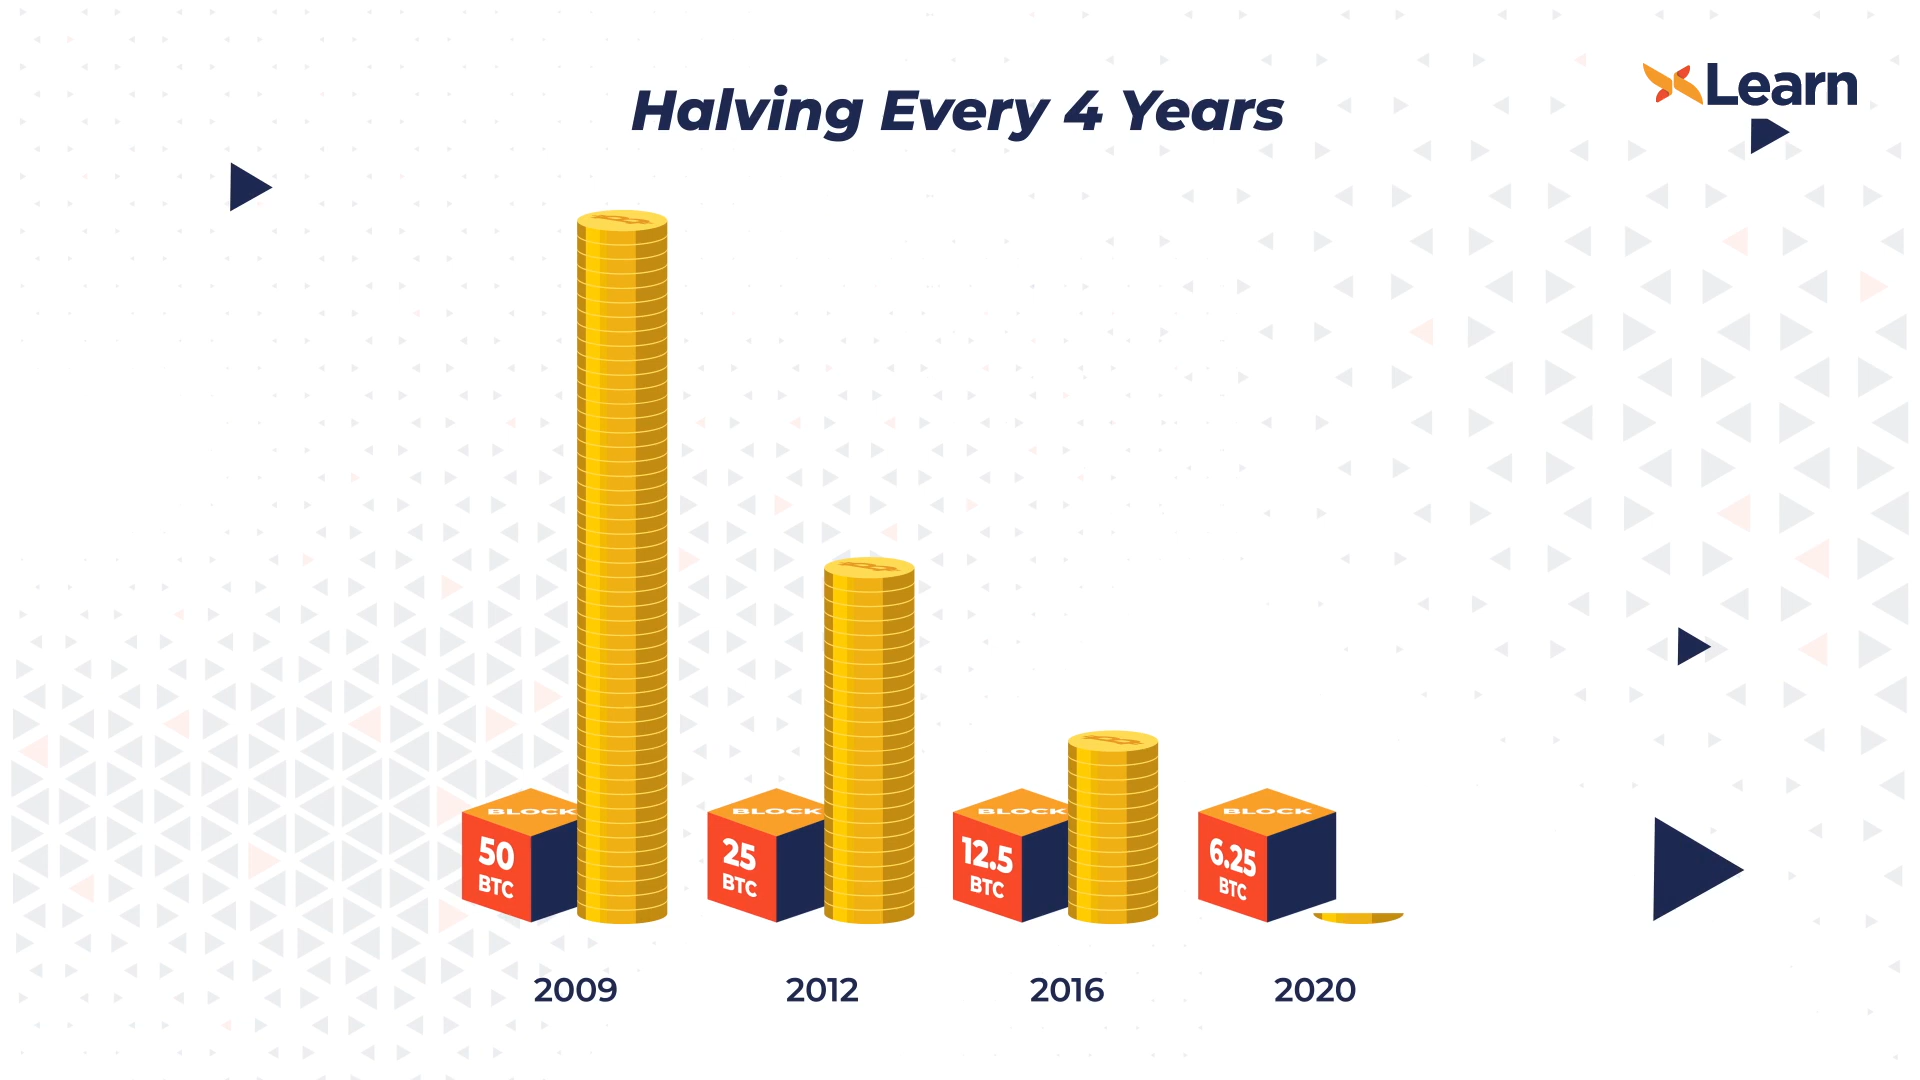 Learn
Halving Every 4 Years
BLOCK
50
BTC
BLOCK
25
BTC
BLOCK
12.5
BTC
BLOCK
6.25
BTC
2009
2012
2016
2020